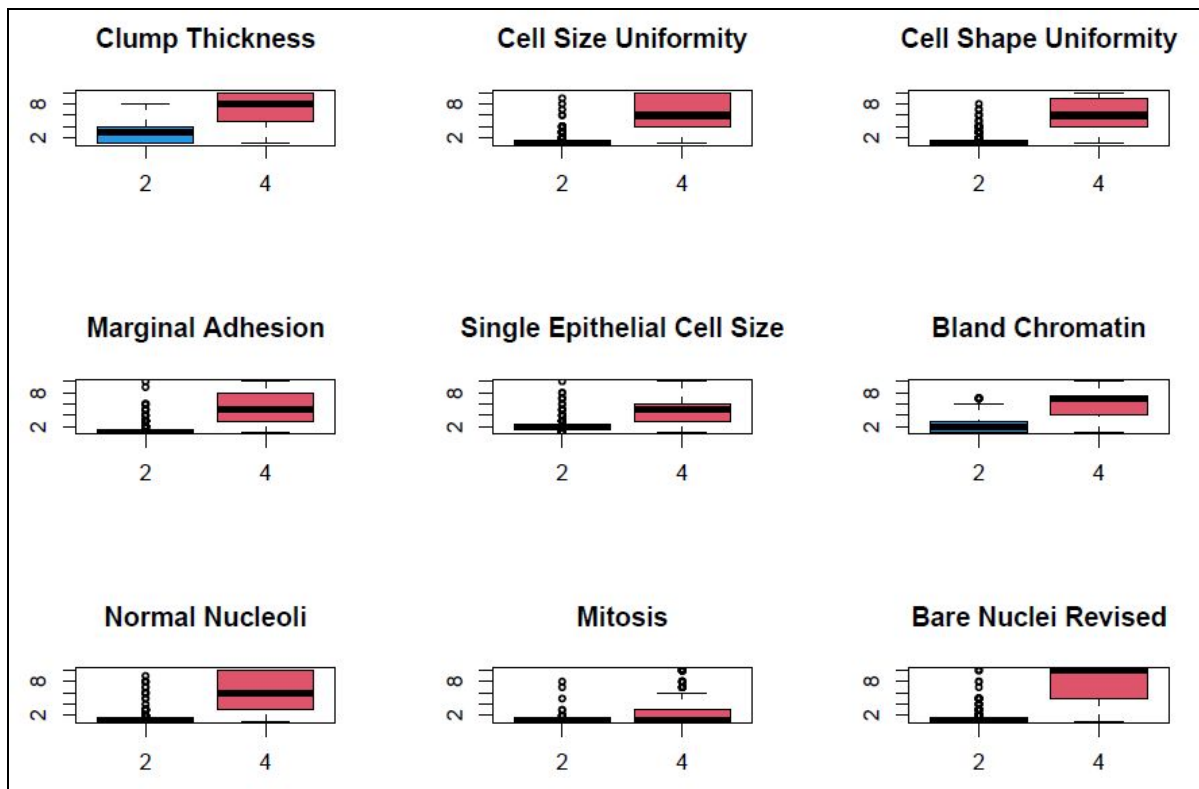 Clump Thickness Cell Size Uniformity Cell Shape Uniformity
8 8 8
2 2 2
2 4 2 4 2 4
Marginal Adhesion Single Epithelial Cell Size Bland Chromatin
8 8 8
2 2 2
2 4 2 4 2 4
Normal Nucleoli Mitosis Bare Nuclei Revised
8 8 8
2 2 2
2 4 2 4 2 4